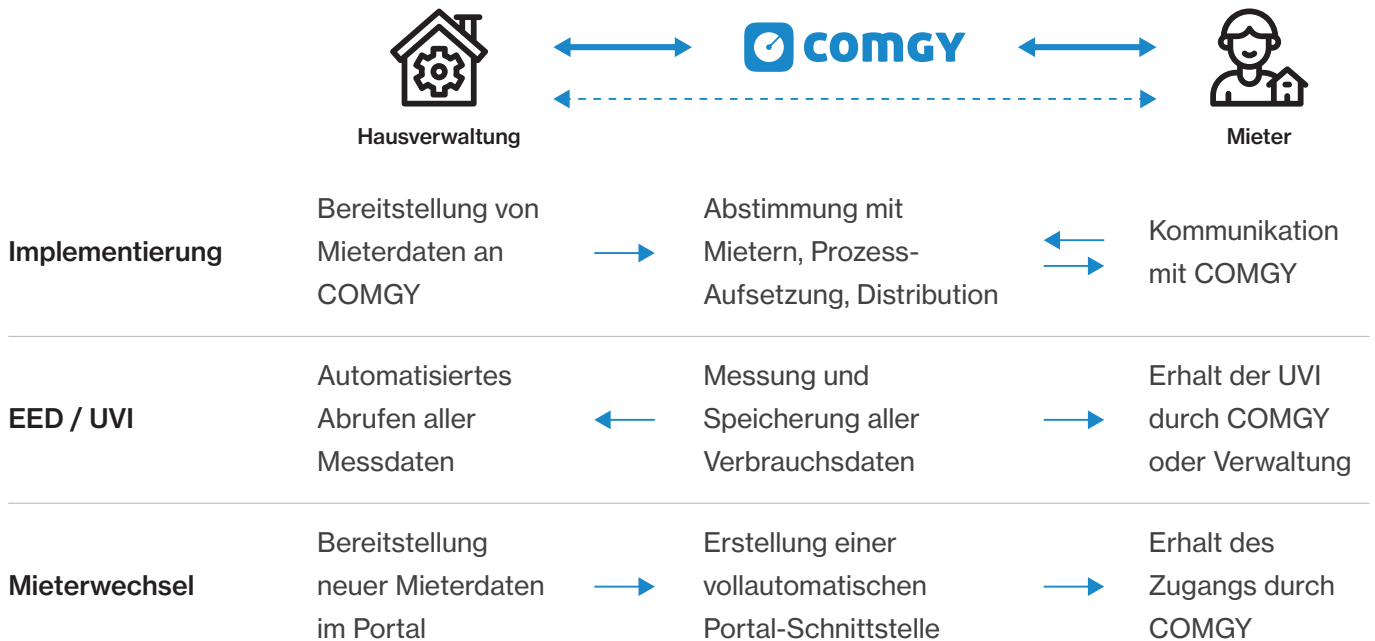 COMGY
Hausverwaltung
Mieter
Implementierung
Bereitstellung von
Mieterdaten an
COMGY
Abstimmung mit
Mietern, Prozess-
Aufsetzung, Distribution
Kommunikation
mit COMGY
EED / UVI
Automatisiertes
Abrufen aller
Messdaten
Messung und
Speicherung aller
Verbrauchsdaten
Erhalt der UVI
durch COMGY
oder Verwaltung
Mieterwechsel
Bereitstellung
neuer Mieterdaten
im Portal
Erstellung einer
vollautomatischen
Portal-Schnittstelle
Erhalt des
Zugangs durch
COMGY